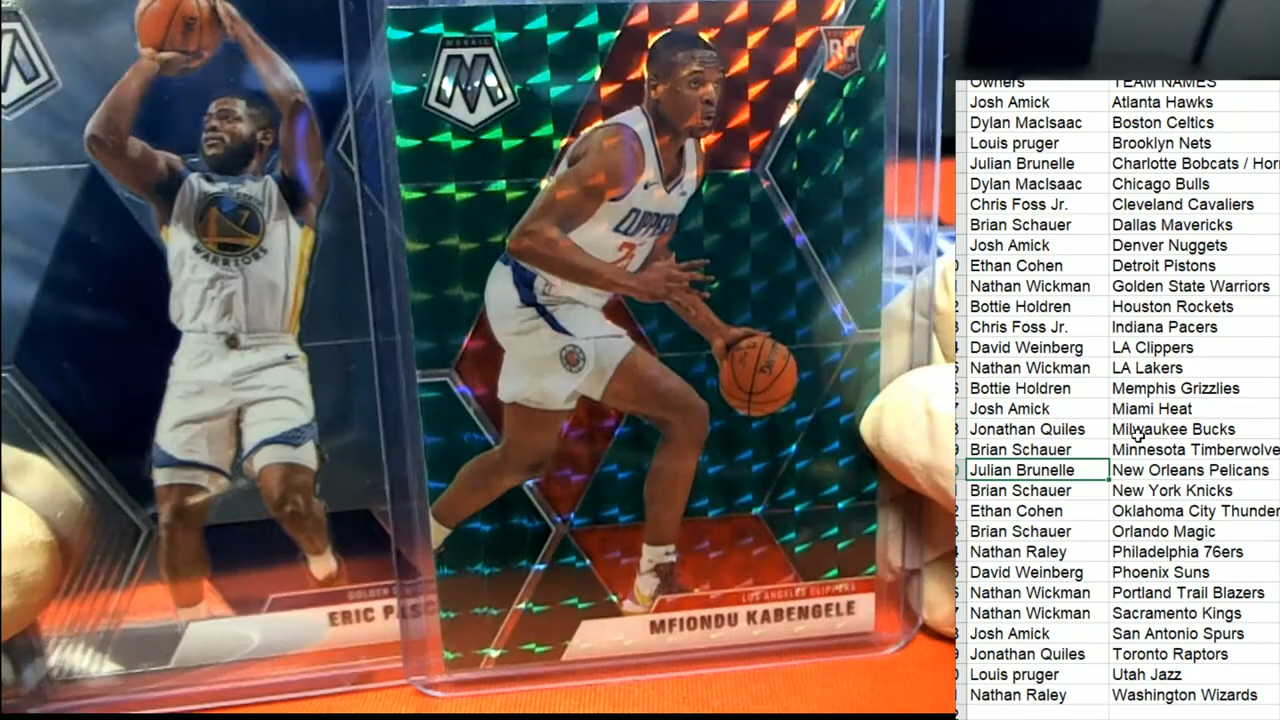 MOSAIC
M
RC
WARRIORS
7
CLIPPERS
GOLDEN
ERIC PASC
LOS ANGELES CLIPPERS
MFIONDU KABENGELE
Owners TEAM NAMES
Josh Amick Atlanta Hawks
Dylan MacIsaac Boston Celtics
Louis pruger Brooklyn Nets
Julian Brunelle Charlotte Bobcats / Hor
Dylan MacIsaac Chicago Bulls
Chris Foss Jr. Cleveland Cavaliers
Brian Schauer Dallas Mavericks
Josh Amick Denver Nuggets
Ethan Cohen Detroit Pistons
Nathan Wickman Golden State Warriors
Bottie Holdren Houston Rockets
Chris Foss Jr. Indiana Pacers
David Weinberg LA Clippers
Nathan Wickman LA Lakers
Bottie Holdren Memphis Grizzlies
Josh Amick Miami Heat
Jonathan Quiles Milwaukee Bucks
Brian Schauer Minnesota Timberwolve
Julian Brunelle New Orleans Pelicans
Brian Schauer New York Knicks
Ethan Cohen Oklahoma City Thunder
Brian Schauer Orlando Magic
Nathan Raley Philadelphia 76ers
David Weinberg Phoenix Suns
Nathan Wickman Portland Trail Blazers
Nathan Wickman Sacramento Kings
Josh Amick San Antonio Spurs
Jonathan Quiles Toronto Raptors
Louis pruger Utah Jazz
Nathan Raley Washington Wizards